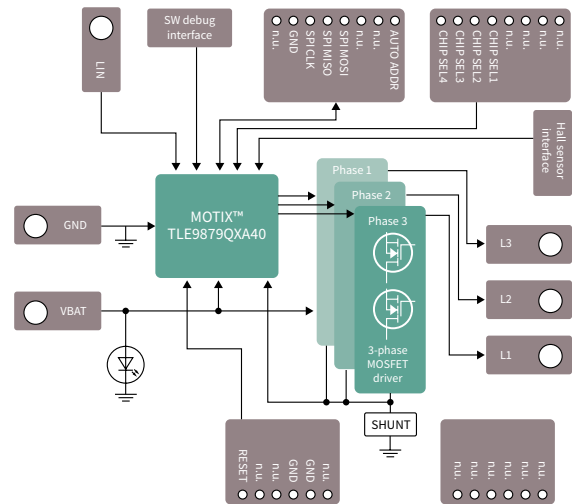 LIN
SW debug
interface
n.u.
GND
SPI CLK
SPI MISO
SPI MOSI
n.u.
n.u.
AUTO ADDR
CHIP SEL4
CHIP SEL3
CHIP SEL2
CHIP SEL1
n.u.
n.u.
n.u.
n.u.
Hall sensor
interface
MOTIX™
TLE9879QXA40
Phase 1
Phase 2
Phase 3
GND
L3
VBAT
L2
L1
3-phase
MOSFET
driver
SHUNT
RESET
n.u.
n.u.
GND
GND
n.u.
n.u.
n.u.
n.u.
n.u.
n.u.
n.u.